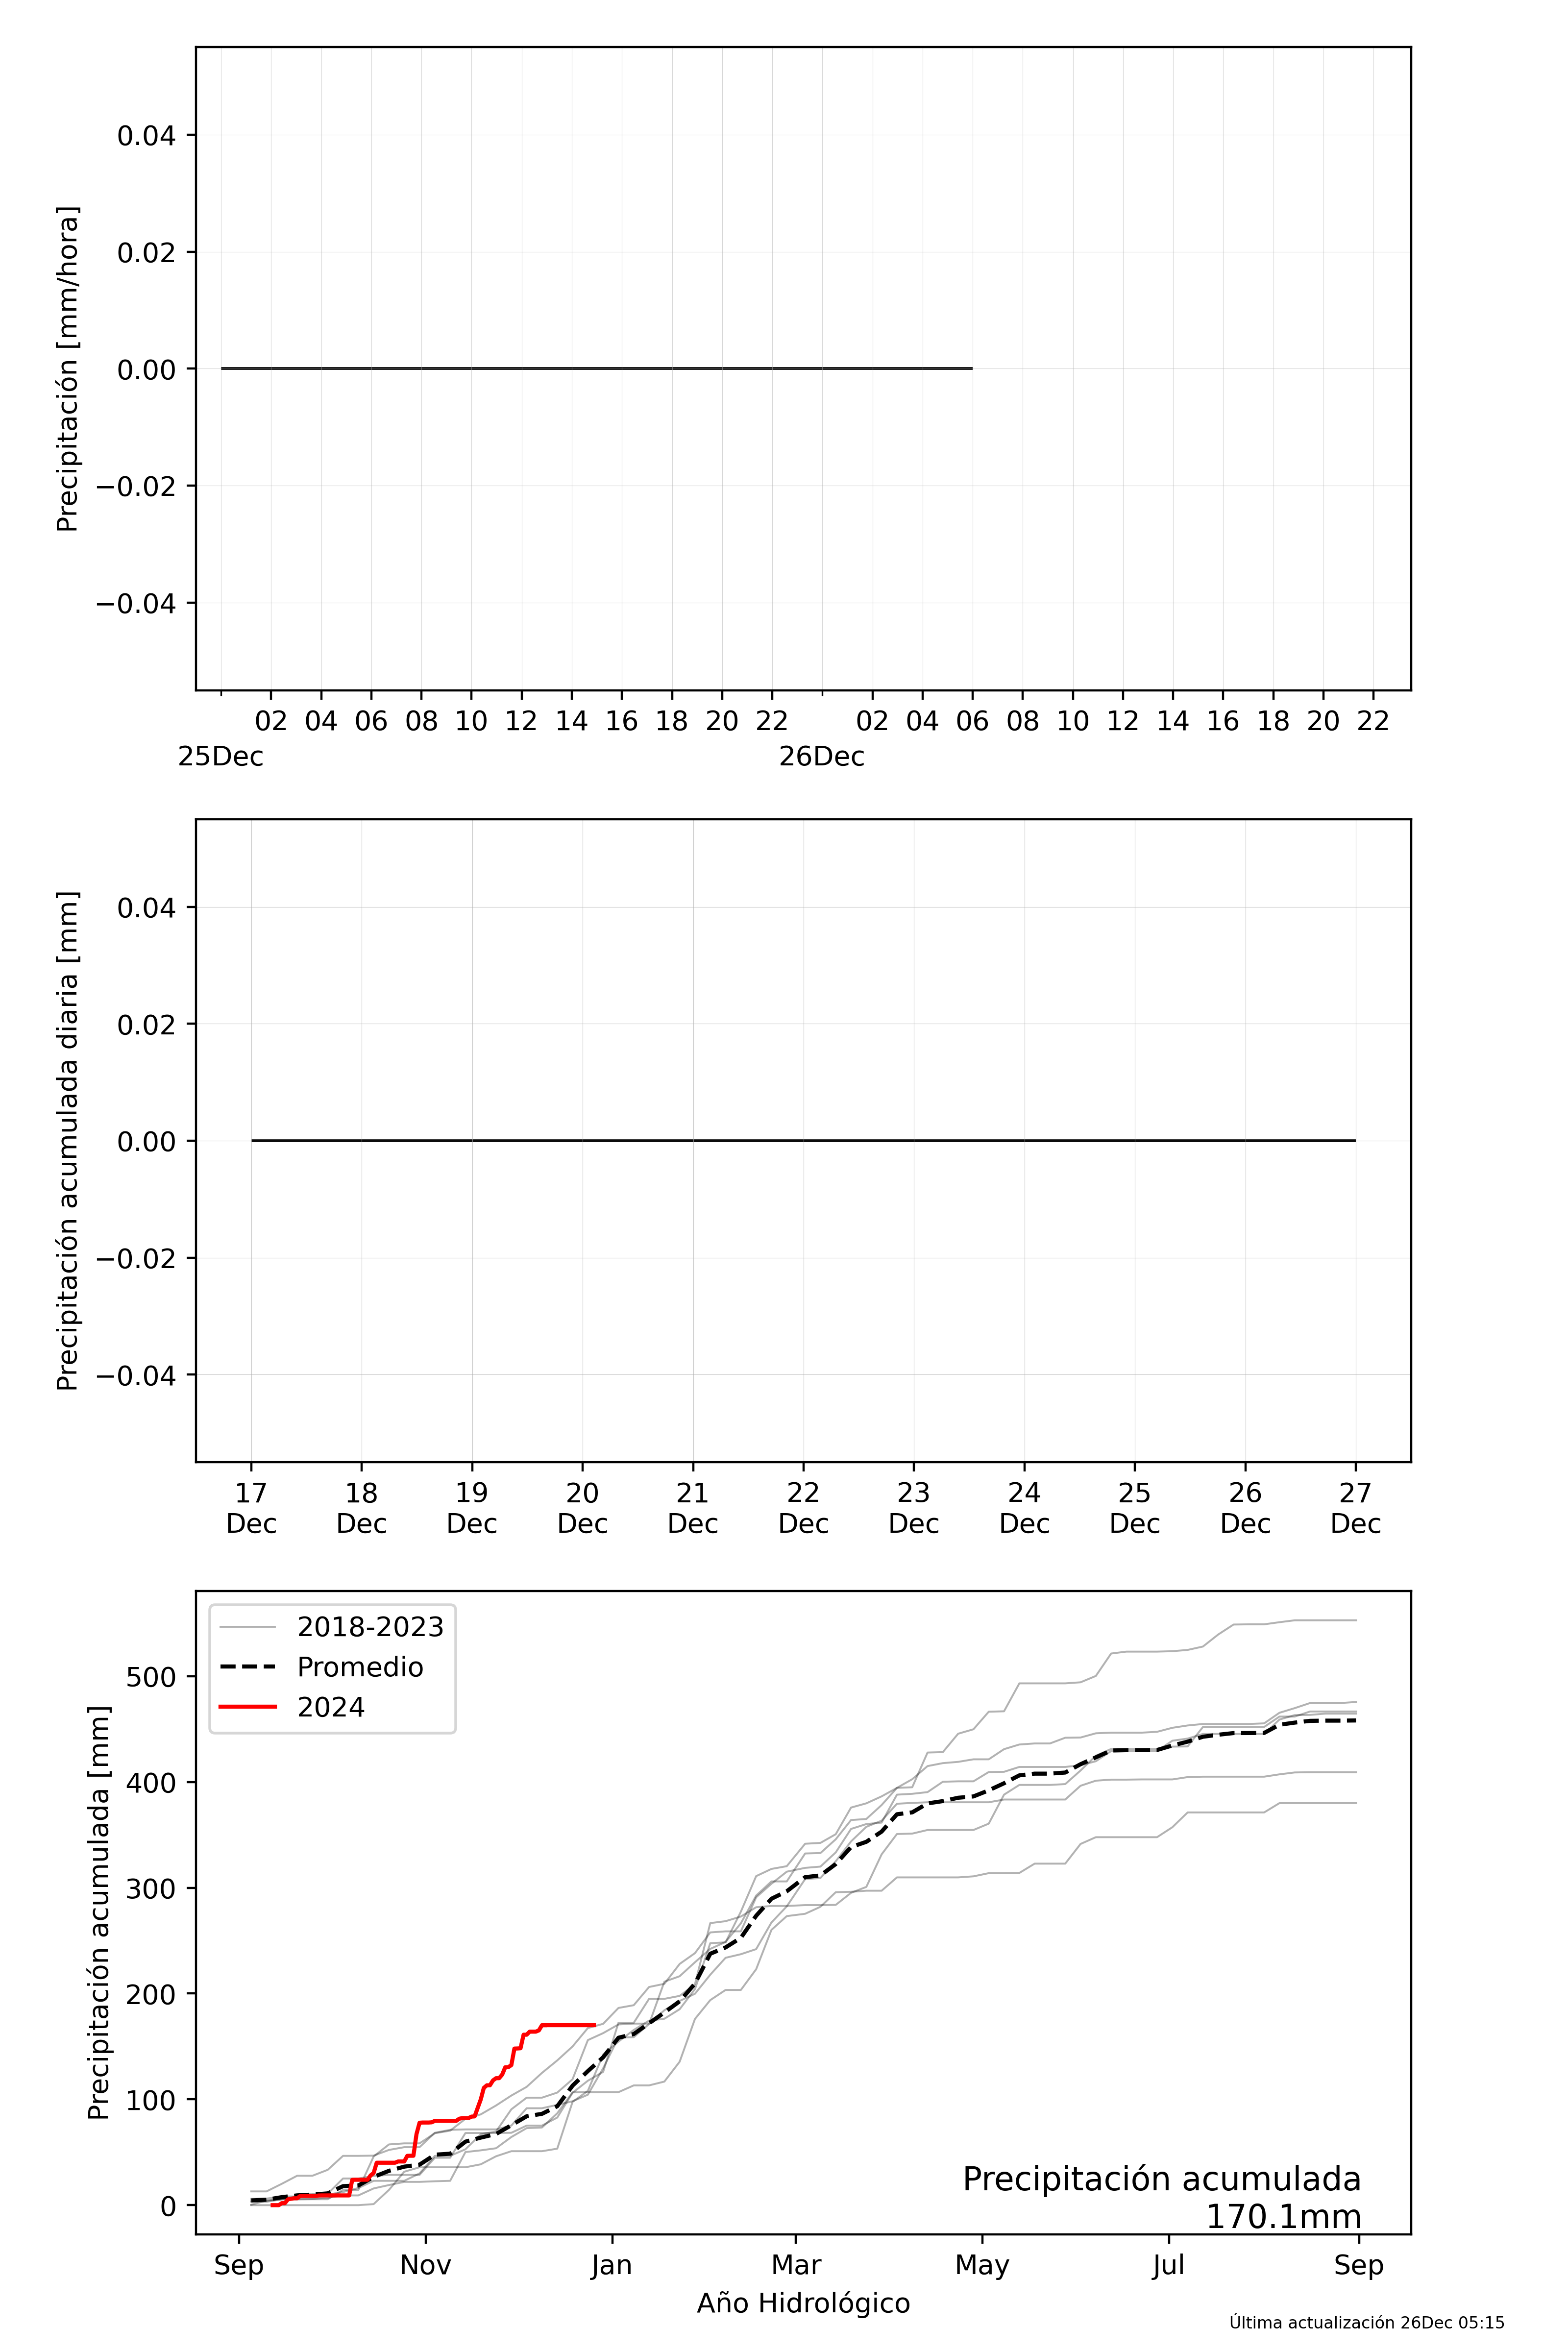 Precipitación [mm/hora]
0.04
0.02
0.00
−0.02
−0.04
02 04 06 08 10 12 14 16 18 20 22 02 04 06 08 10 12 14 16 18 20 22
25Dec 26Dec
Precipitación acumulada diaria [mm]
0.04
0.02
0.00
−0.02
−0.04
17 18 19 20 21 22 23 24 25 26 27
Dec Dec Dec Dec Dec Dec Dec Dec Dec Dec Dec
Precipitación acumulada [mm]
500
400
300
200
100
0
2018-2023
Promedio
2024
Precipitación acumulada
170.1mm
Sep Nov Jan Mar May Jul Sep
Año Hidrológico
Última actualización 26Dec 05:15